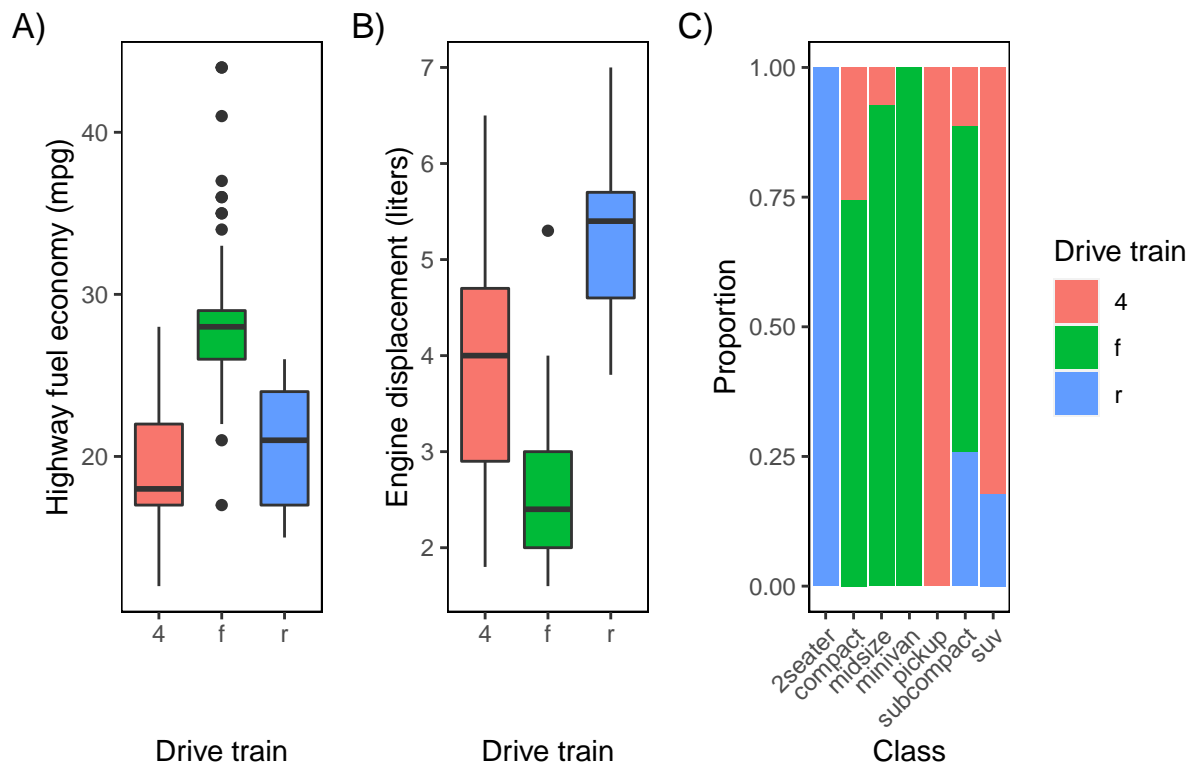 A)
Highway fuel economy (mpg)
40
30
20
4 f r
Drive train
B)
Engine displacement (liters)
7
6
5
4
3
2
4 f r
Drive train
C)
Proportion
1.00
0.75
0.50
0.25
0.00
2seater
compact
midsize
minivan
pickup
subcompact
suv
Class
Drive train
4
f
r